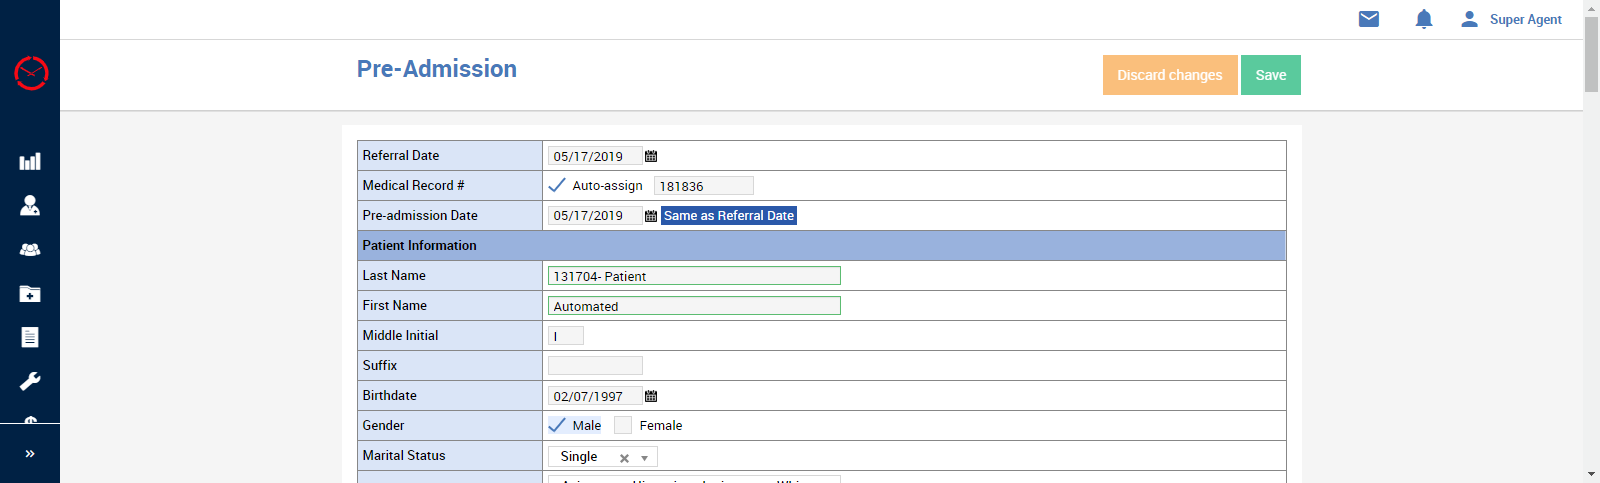 Super Agent
Pre-Admission
Discard changes Save
Referral Date 05/17/2019
Medical Record # Auto-assign 181836
Pre-admission Date 05/17/2019 Same as Referral Date
Patient Information
Last Name 131704- Patient
First Name Automated
Middle Initial I
Suffix
Birthdate 02/07/1997
Gender Male Female
Marital Status Single
»